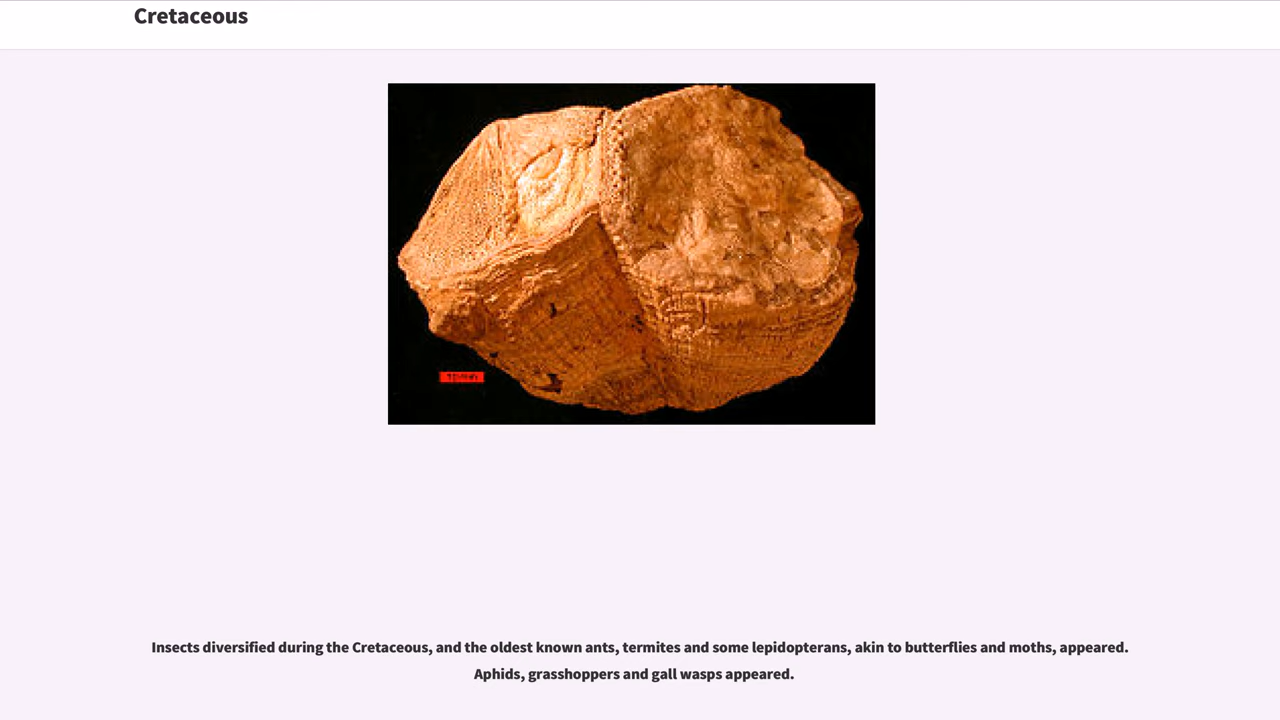 Cretaceous
Insects diversified during the Cretaceous, and the oldest known ants, termites and some lepidopterans, akin to butterflies and moths, appeared.
Aphids, grasshoppers and gall wasps appeared.